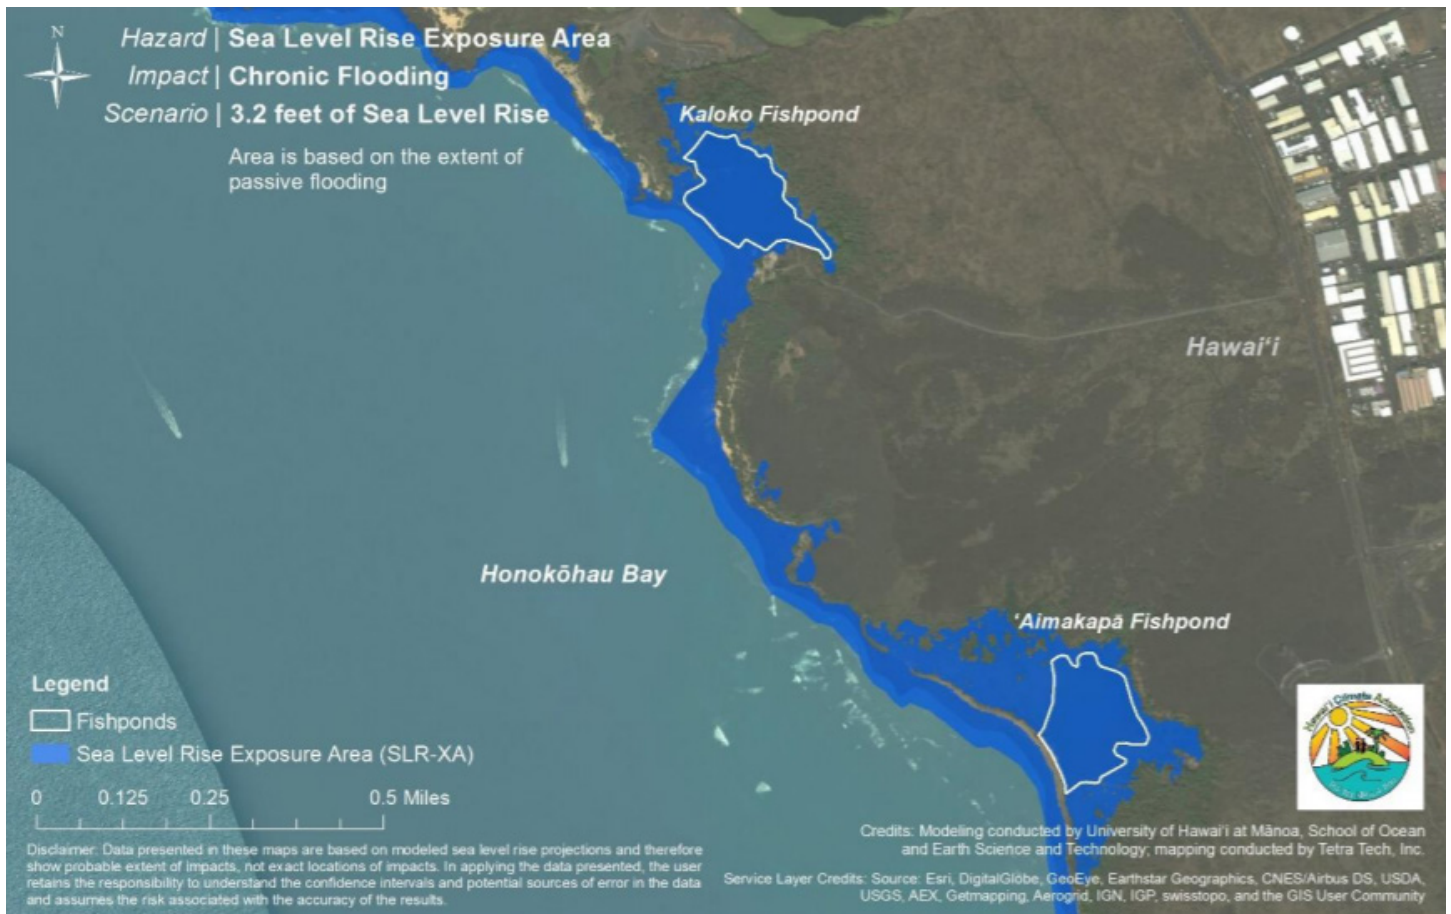 N
Hazard | Sea Level Rise Exposure Area
Impact | Chronic Flooding
Scenario | 3.2 feet of Sea Level Rise
Area is based on the extent of
passive flooding
Kaloko Fishpond
Hawaiʻi
Honokōhau Bay
ʻAimakapā Fishpond
Legend
Fishponds
Sea Level Rise Exposure Area (SLR-XA)
0 0.125 0.25 0.5 Miles
Disclaimer: Data presented in these maps are based on modeled sea level rise projections and therefore
show probable extent of impacts, not exact locations of impacts. In applying the data presented, the user
retains the responsibility to understand the confidence intervals and potential sources of error in the data
and assumes the risk associated with the accuracy of the results.
Hawaiʻi Climate Adaptation
Credits: Modeling conducted by University of Hawaiʻi at Mānoa, School of Ocean
and Earth Science and Technology; mapping conducted by Tetra Tech, Inc.
Service Layer Credits: Source: Esri, DigitalGlobe, GeoEye, Earthstar Geographics, CNES/Airbus DS, USDA,
USGS, AEX, Getmapping, Aerogrid, IGN, IGP, swisstopo, and the GIS User Community